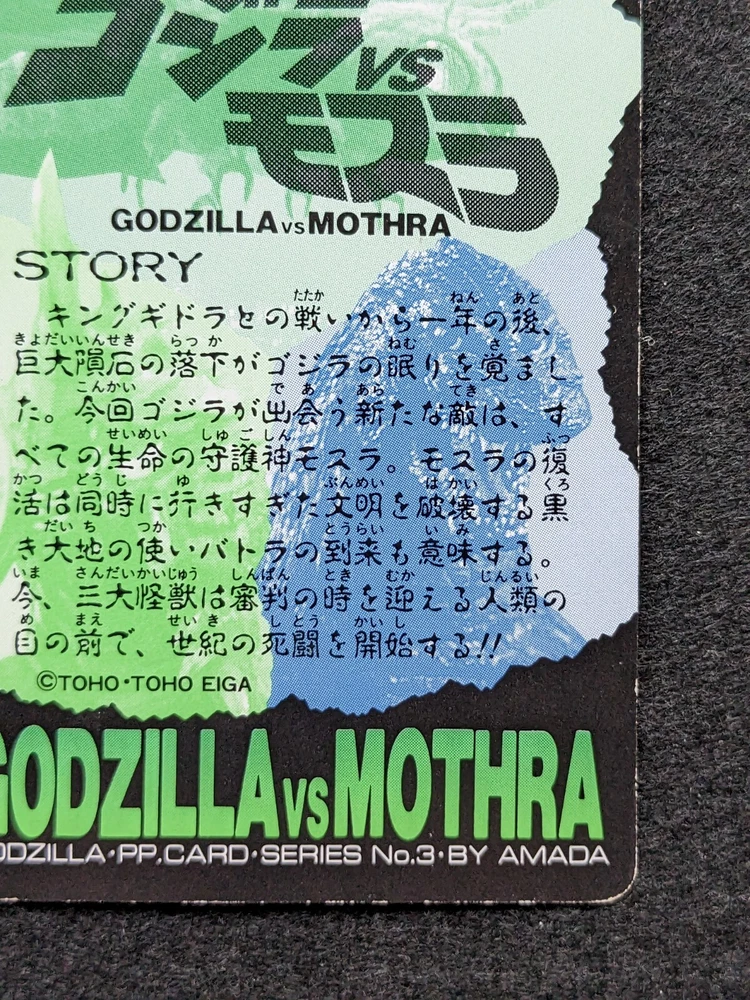 ゴジラVS
モスラ
GODZILLA VS MOTHRA
STORY
キングギドラとの戦いから一年の後、
巨大隕石の落下がゴジラの眠りを覚まし
た。今回ゴジラが出会う新たな敵は、す
べての生命の守護神モスラ。モスラの復
活は同時に行きすぎた文明を破壊する黒
き大地の使いバトラの到来も意味する。
今、三大怪獣は審判の時を迎える人類の
目の前で、世紀の死闘を開始する!!
©TOHO・TOHO EIGA
GODZILLA VS MOTHRA
ODZILLA・PP.CARD・SERIES No.3・BY AMADA